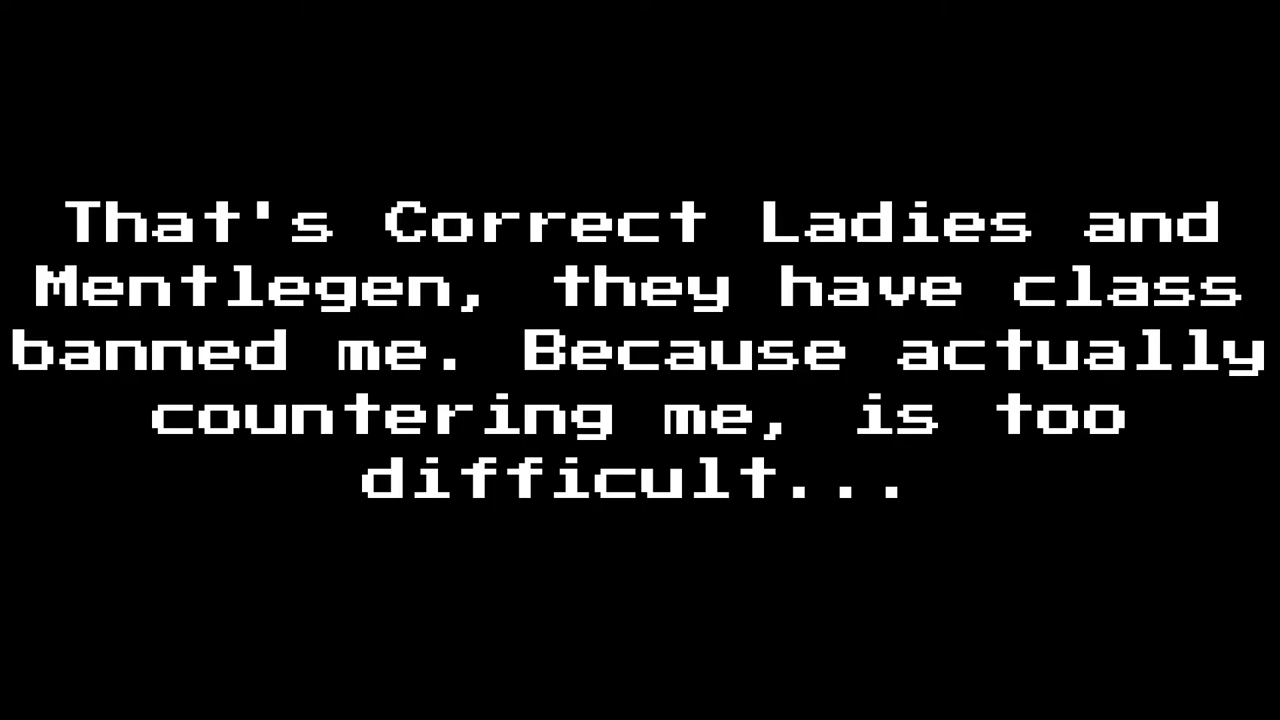 That's Correct Ladies and
Mentlegen, they have class
banned me. Because actually
countering me, is too
difficult...